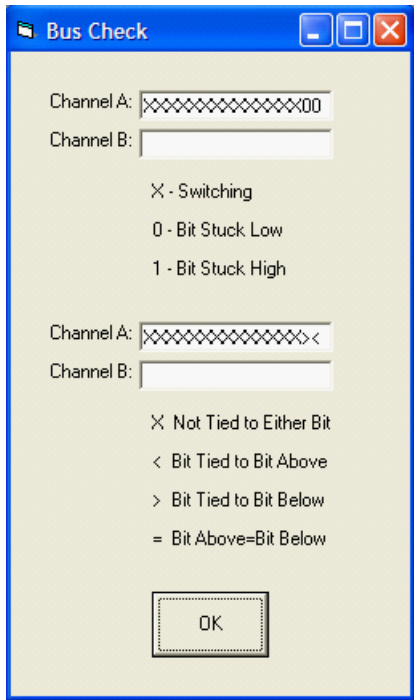 Bus Check
Channel A: XXXXXXXXXXXXXX00
Channel B:
X - Switching
0 - Bit Stuck Low
1 - Bit Stuck High
Channel A: XXXXXXXXXXXXXX><
Channel B:
X Not Tied to Either Bit
< Bit Tied to Bit Above
> Bit Tied to Bit Below
= Bit Above=Bit Below
OK